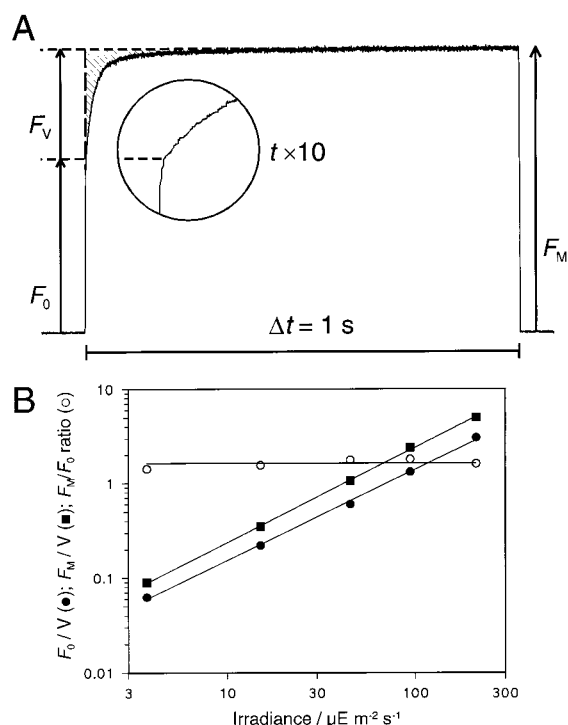 A
F_V
t ×10
F_0
F_M
Δt = 1 s
B
F_0 / V (●); F_M / V (■); F_M/F_0 ratio (○)
10
1
0.1
0.01
3
10
30
100
300
Irradiance / µE m⁻² s⁻¹